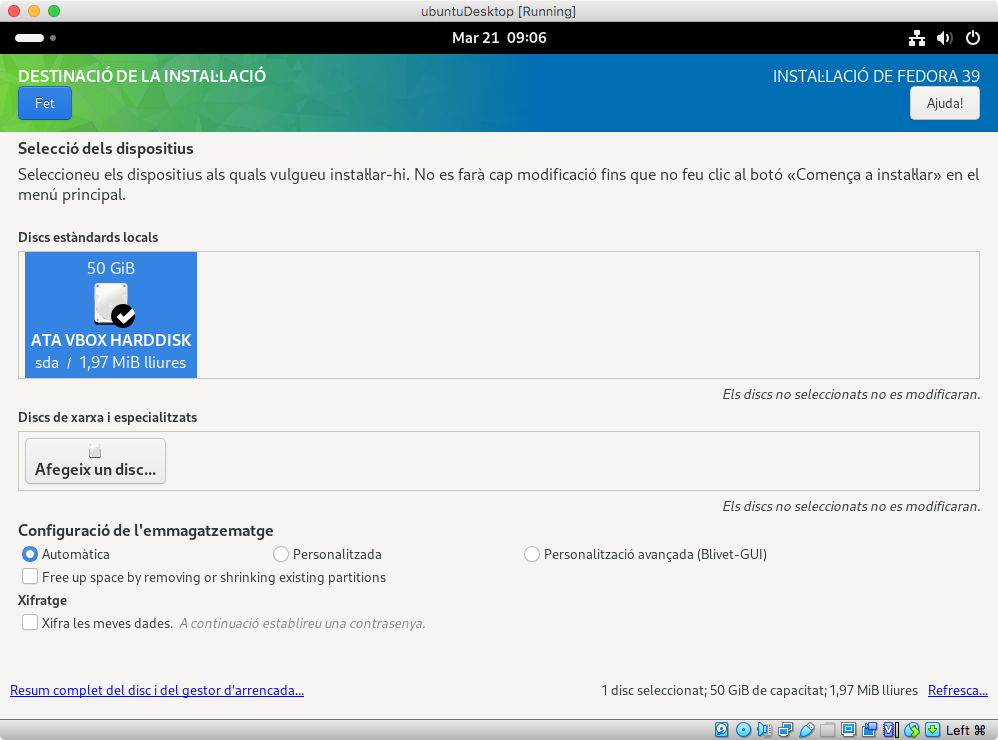 ubuntuDesktop [Running]
Mar 21 09:06
DESTINACIÓ DE LA INSTAL·LACIÓ
INSTAL·LACIÓ DE FEDORA 39
Fet
Ajuda!
Selecció dels dispositius
Seleccioneu els dispositius als quals vulgueu instal·lar-hi. No es farà cap modificació fins que no feu clic al botó «Comença a instal·lar» en el
menú principal.
Discs estàndards locals
50 GiB
ATA VBOX HARDDISK
sda / 1,97 MiB lliures
Els discs no seleccionats no es modificaran.
Discs de xarxa i especialitzats
Afegeix un disc...
Els discs no seleccionats no es modificaran.
Configuració de l'emmagatzematge
Automàtica
Personalitzada
Personalització avançada (Blivet-GUI)
Free up space by removing or shrinking existing partitions
Xifratge
Xifra les meves dades. A continuació establireu una contrasenya.
Resum complet del disc i del gestor d'arrencada...
1 disc seleccionat; 50 GiB de capacitat; 1,97 MiB lliures
Refresca...
Left ⌘